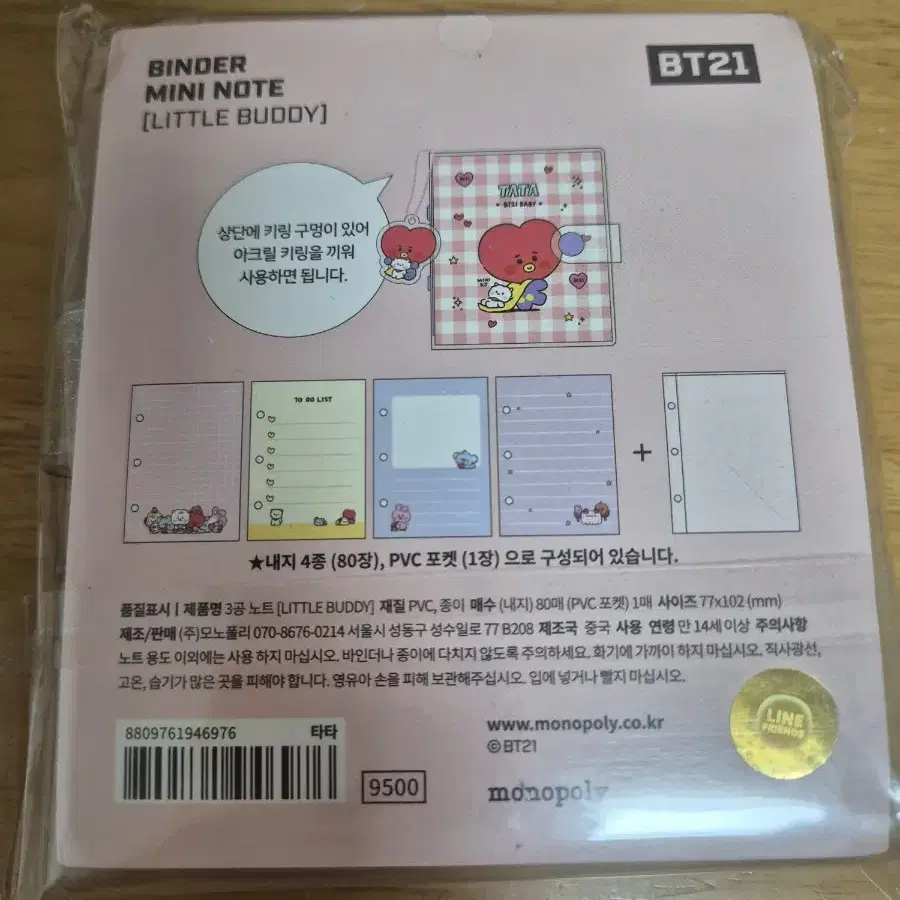 BINDER
MINI NOTE
[LITTLE BUDDY]
BT21
상단에 키링 구멍이 있어
아크릴 키링을 끼워
사용하면 됩니다.
TATA
BT21 BABY
MINI
TO DO LIST
+
★내지 4종 (80장), PVC 포켓 (1장) 으로 구성되어 있습니다.
품질표시 | 제품명 3공 노트 [LITTLE BUDDY] 재질 PVC, 종이 매수 (내지) 80매 (PVC 포켓) 1매 사이즈 77x102 (mm)
제조/판매 (주)모노폴리 070-8676-0214 서울시 성동구 성수일로 77 B208 제조국 중국 사용 연령 만 14세 이상 주의사항
노트 용도 이외에는 사용 하지 마십시오. 바인더나 종이에 다치지 않도록 주의하세요. 화기에 가까이 하지 마십시오. 직사광선,
고온, 습기가 많은 곳을 피해야 합니다. 영유아 손을 피해 보관해주십시오. 입에 넣거나 빨지 마십시오.
8809761946976 타타
9500
www.monopoly.co.kr
©BT21
monopoly
LINE
FRIENDS